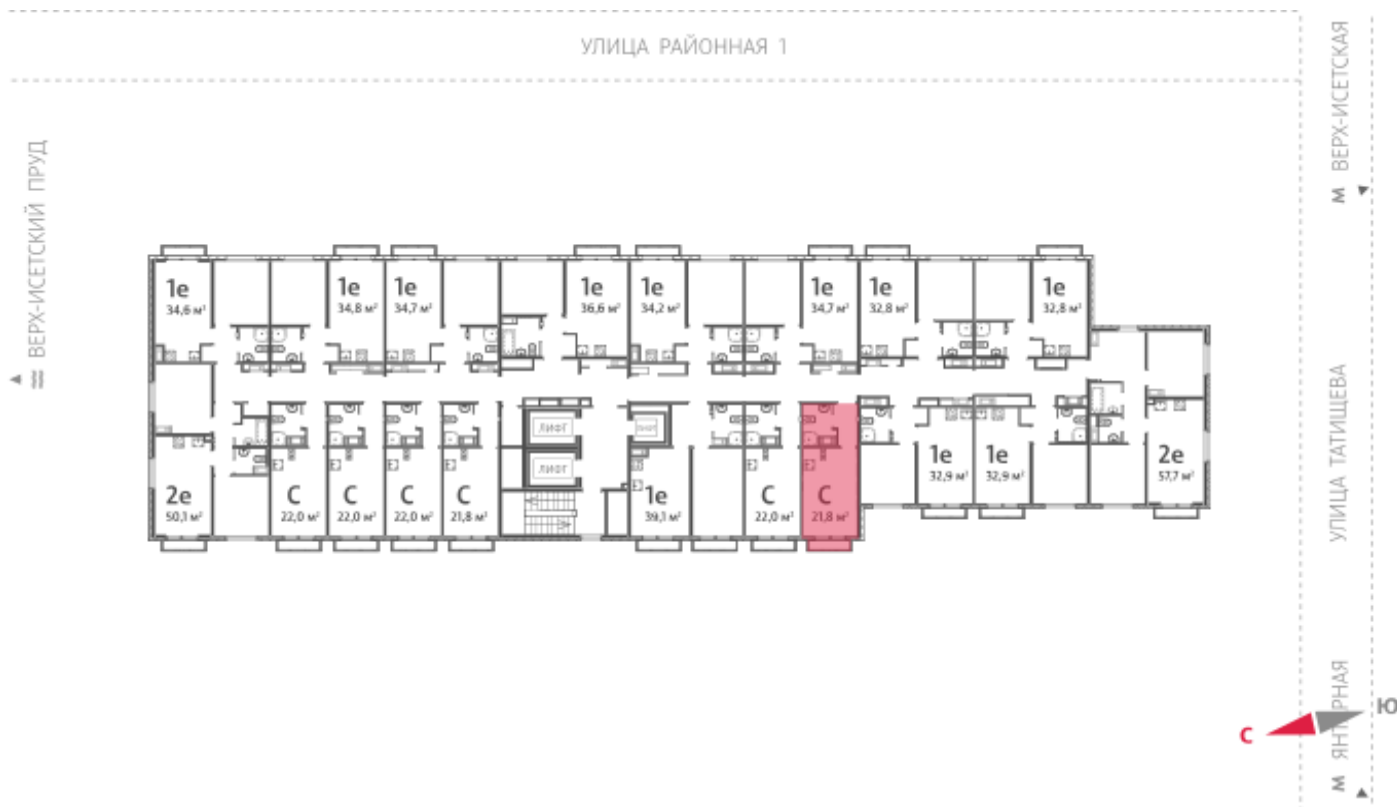 УЛИЦА РАЙОННАЯ 1
М ВЕРХ-ИСЕТСКАЯ
ВЕРХ-ИСЕТСКИЙ ПРУД
1е
34,6 м²
1е
34,8 м²
1е
34,7 м²
1е
36,6 м²
1е
34,2 м²
1е
34,7 м²
1е
32,8 м²
1е
32,8 м²
УЛИЦА ТАТИЩЕВА
ЛИФТ
ЛИФТ
ЛИФТ
2е
50,1 м²
С
22,0 м²
С
22,0 м²
С
22,0 м²
С
21,8 м²
1е
39,1 м²
С
22,0 м²
С
21,8 м²
1е
32,9 м²
1е
32,9 м²
2е
57,7 м²
М ЯНТАРНАЯ
С
Ю